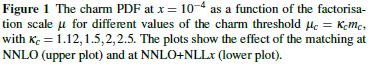 Figure 1 The charm PDF at x = 10⁻⁴ as a function of the factorisa-
tion scale μ for different values of the charm threshold μc = κcmc,
with κc = 1.12,1.5,2,2.5. The plots show the effect of the matching at
NNLO (upper plot) and at NNLO+NLLx (lower plot).